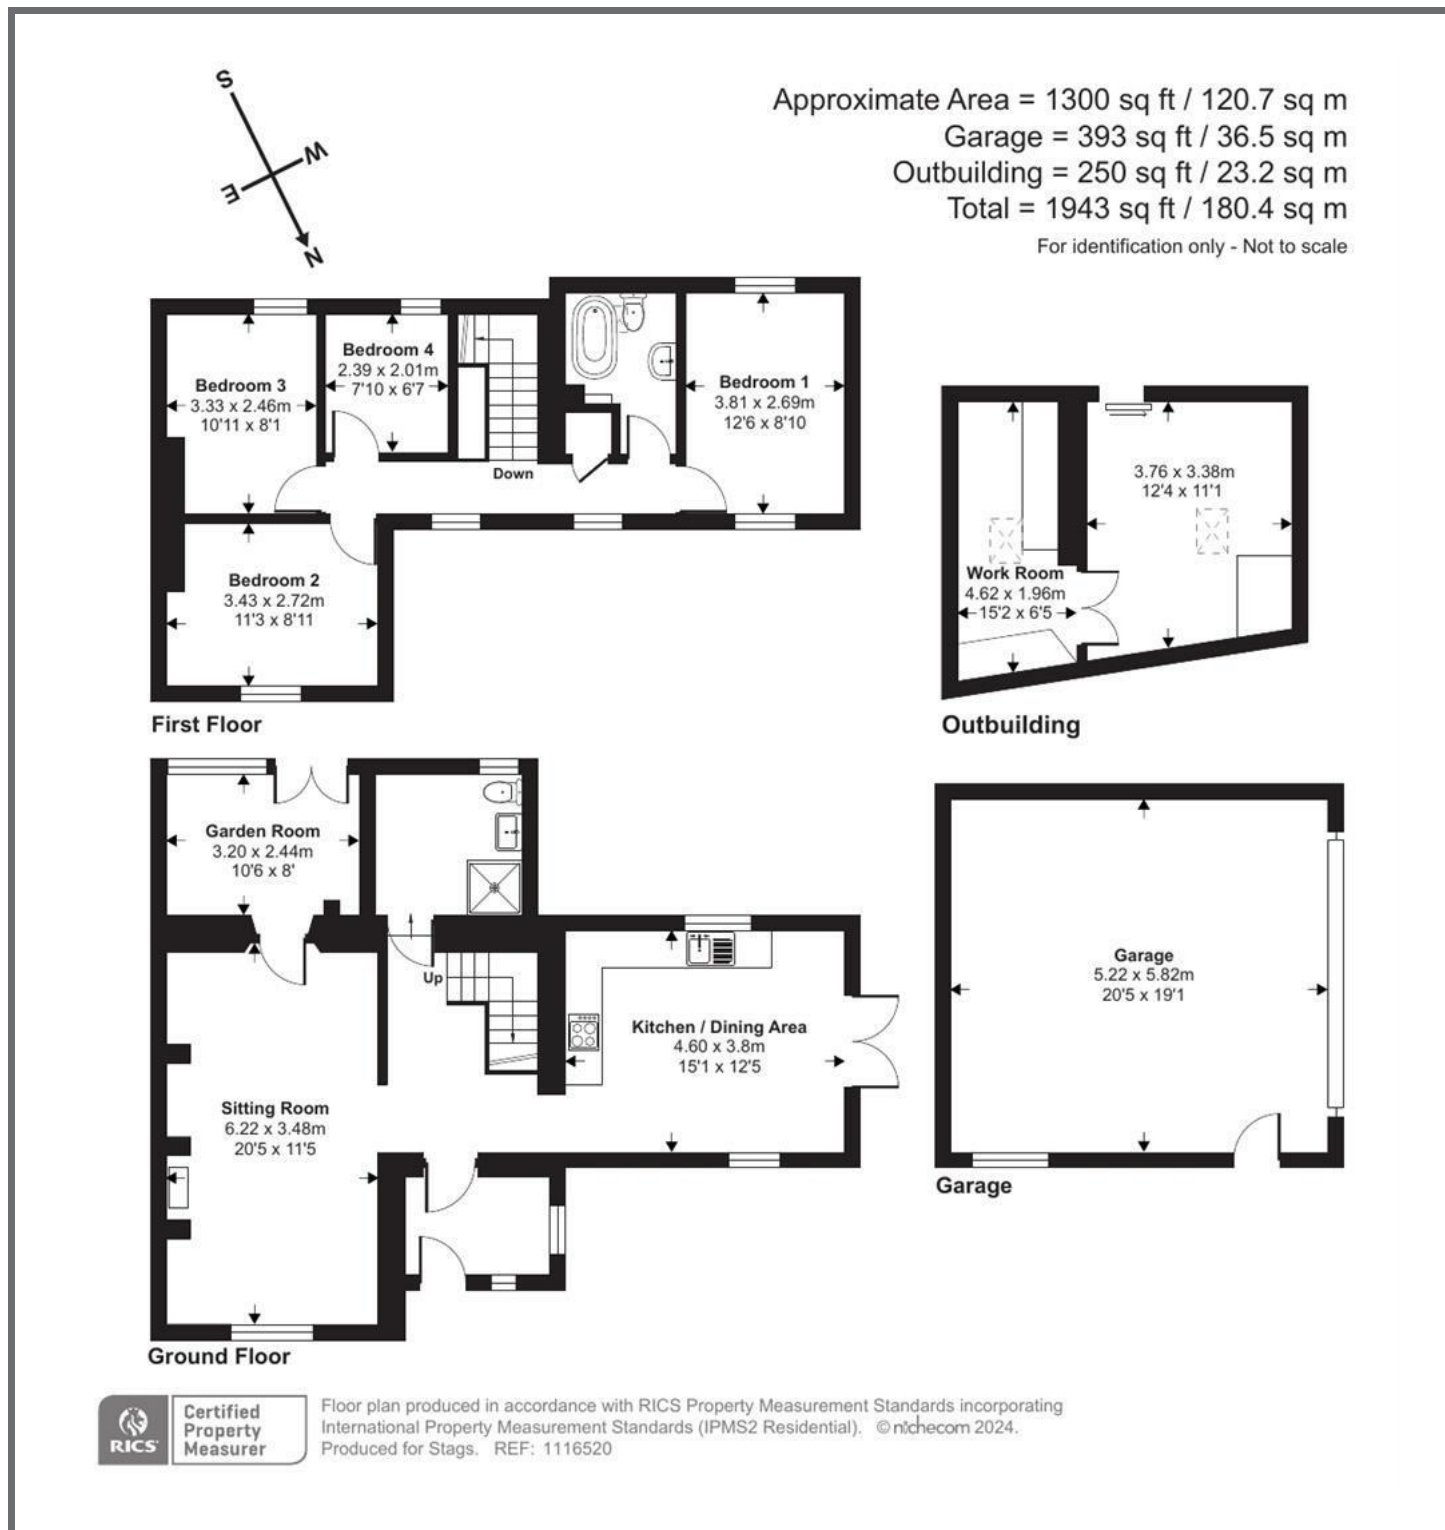 S
W
E
N
Approximate Area = 1300 sq ft / 120.7 sq m
Garage = 393 sq ft / 36.5 sq m
Outbuilding = 250 sq ft / 23.2 sq m
Total = 1943 sq ft / 180.4 sq m
For identification only - Not to scale
Bedroom 3
3.33 x 2.46m
10'11 x 8'1
Bedroom 4
2.39 x 2.01m
7'10 x 6'7
Down
Bedroom 1
3.81 x 2.69m
12'6 x 8'10
Bedroom 2
3.43 x 2.72m
11'3 x 8'11
First Floor
3.76 x 3.38m
12'4 x 11'1
Work Room
4.62 x 1.96m
15'2 x 6'5
Outbuilding
Garden Room
3.20 x 2.44m
10'6 x 8'
Up
Kitchen / Dining Area
4.60 x 3.8m
15'1 x 12'5
Sitting Room
6.22 x 3.48m
20'5 x 11'5
Ground Floor
Garage
5.22 x 5.82m
20'5 x 19'1
Garage
RICS
Certified
Property
Measurer
Floor plan produced in accordance with RICS Property Measurement Standards incorporating
International Property Measurement Standards (IPMS2 Residential). © nichecom 2024.
Produced for Stags. REF: 1116520